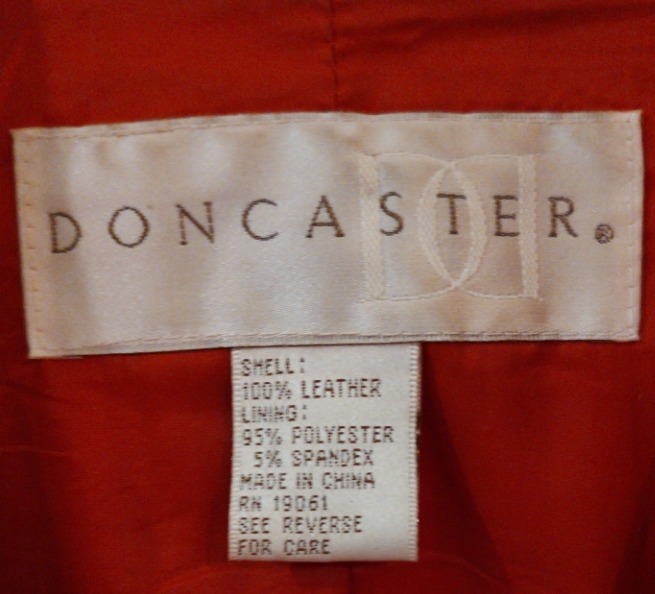 DONCASTER®
SHELL:
100% LEATHER
LINING:
95% POLYESTER
5% SPANDEX
MADE IN CHINA
RN 19061
SEE REVERSE
FOR CARE